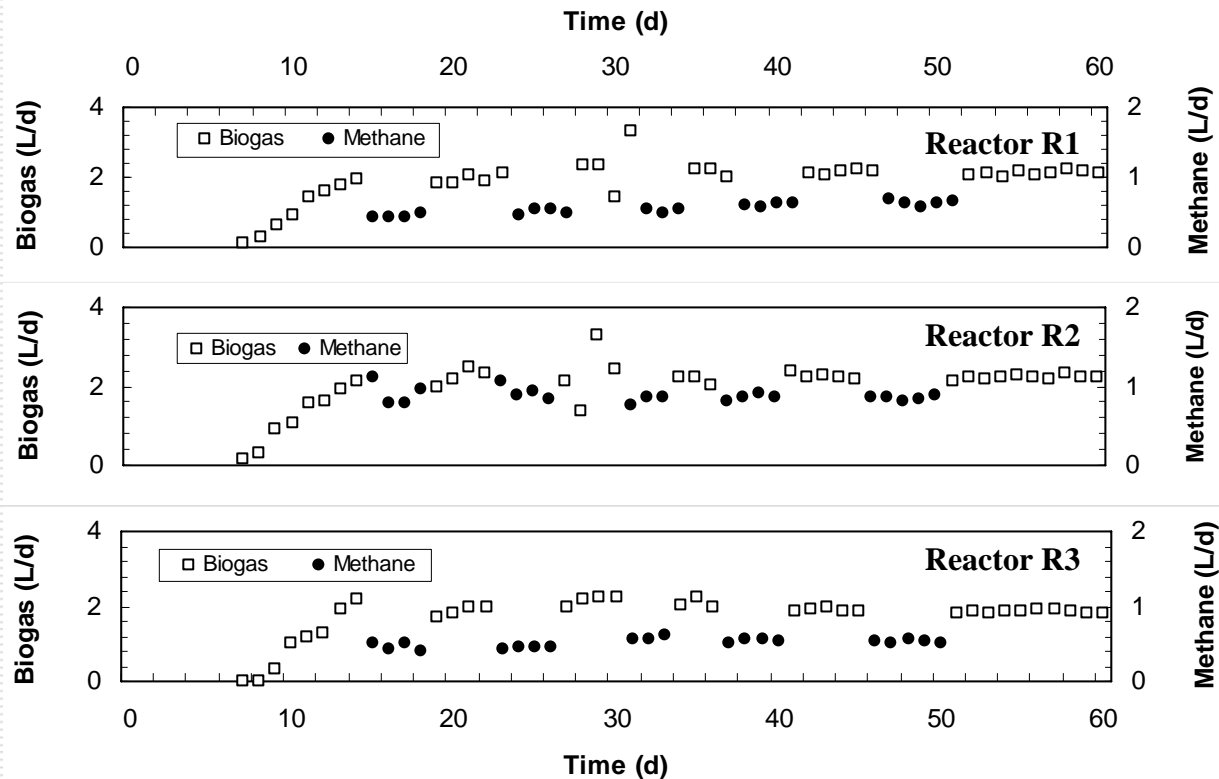 Time (d)
0 10 20 30 40 50 60
Biogas (L/d)
4
2
0
Biogas Methane
Reactor R1
2
1
0
Methane (L/d)
Biogas (L/d)
4
2
0
Biogas Methane
Reactor R2
2
1
0
Methane (L/d)
Biogas (L/d)
4
2
0
Biogas Methane
Reactor R3
2
1
0
Methane (L/d)
0 10 20 30 40 50 60
Time (d)